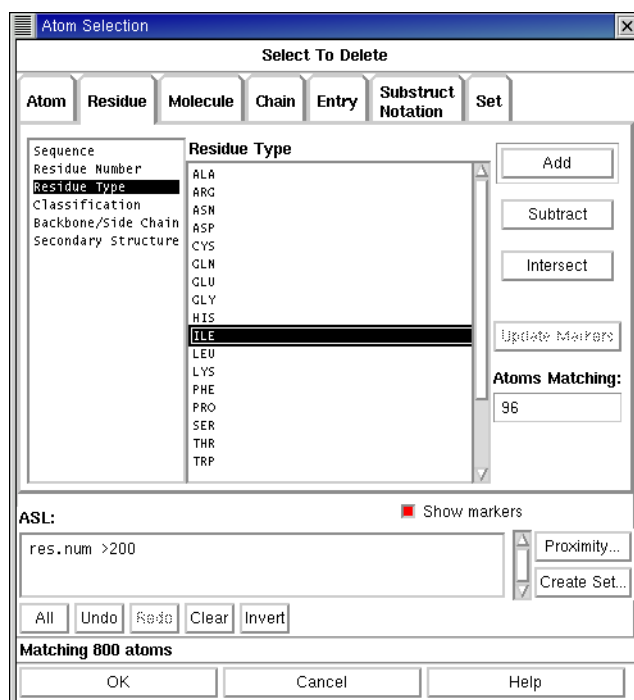 Atom Selection
Select To Delete
Atom
Residue
Molecule
Chain
Entry
Substruct
Notation
Set
Sequence
Residue Number
Residue Type
Classification
Backbone/Side Chain
Secondary Structure
Residue Type
ALA
ARG
ASN
ASP
CYS
GLN
GLU
GLY
HIS
ILE
LEU
LYS
PHE
PRO
SER
THR
TRP
Add
Subtract
Intersect
Update Markers
Atoms Matching:
96
Show markers
ASL:
res.num >200
Proximity...
Create Set...
All
Undo
Redo
Clear
Invert
Matching 800 atoms
OK
Cancel
Help